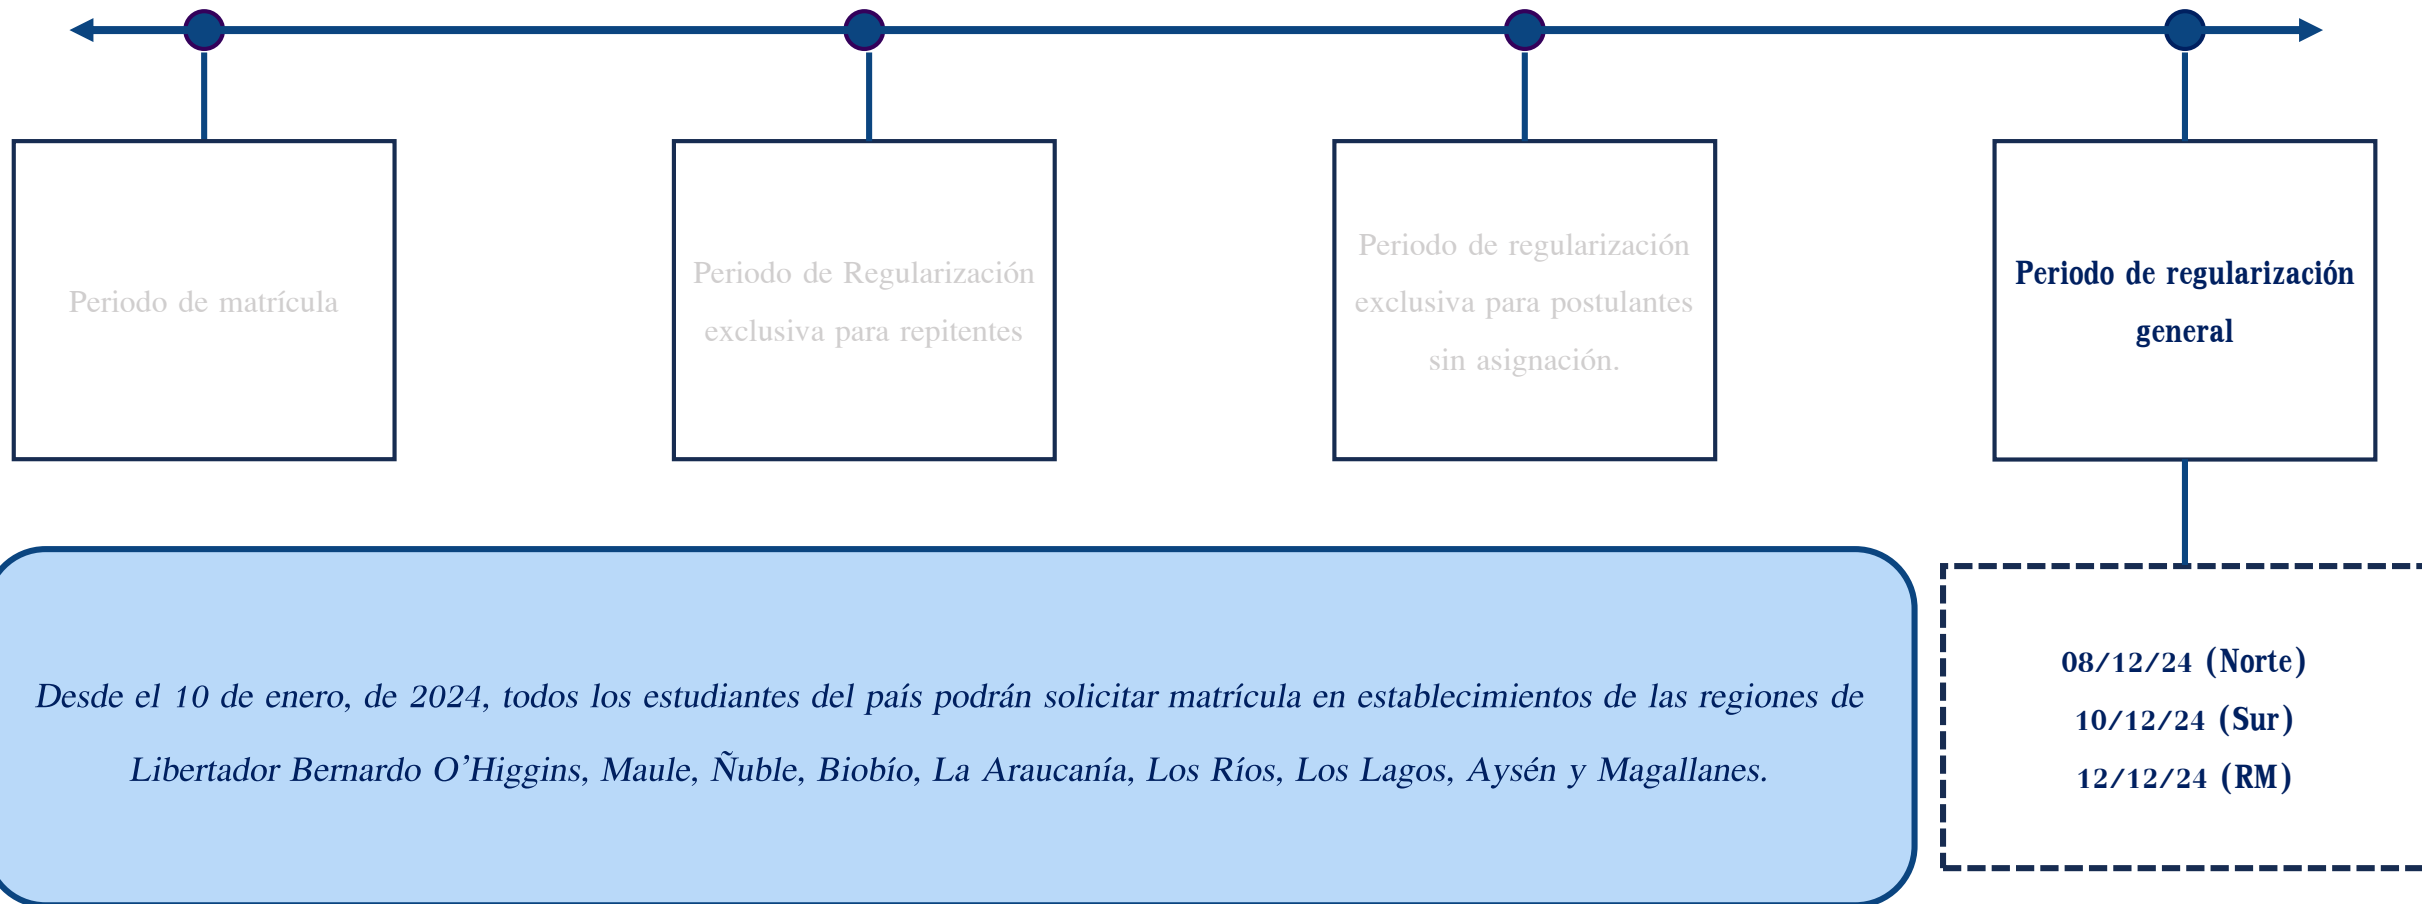 Periodo de matrícula
Periodo de Regularización
exclusiva para repitentes
Periodo de regularización
exclusiva para postulantes
sin asignación.
Periodo de regularización
general
Desde el 10 de enero, de 2024, todos los estudiantes del país podrán solicitar matrícula en establecimientos de las regiones de
Libertador Bernardo O’Higgins, Maule, Ñuble, Biobío, La Araucanía, Los Ríos, Los Lagos, Aysén y Magallanes.
08/12/24 (Norte)
10/12/24 (Sur)
12/12/24 (RM)